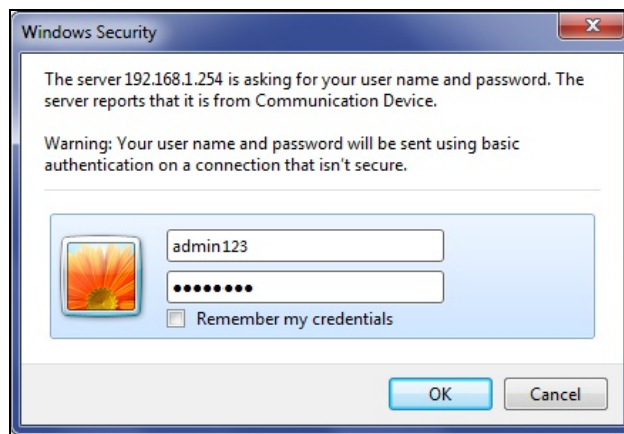 Windows Security
The server 192.168.1.254 is asking for your user name and password. The
server reports that it is from Communication Device.
Warning: Your user name and password will be sent using basic
authentication on a connection that isn't secure.
admin123
●●●●●●●●
Remember my credentials
OK
Cancel